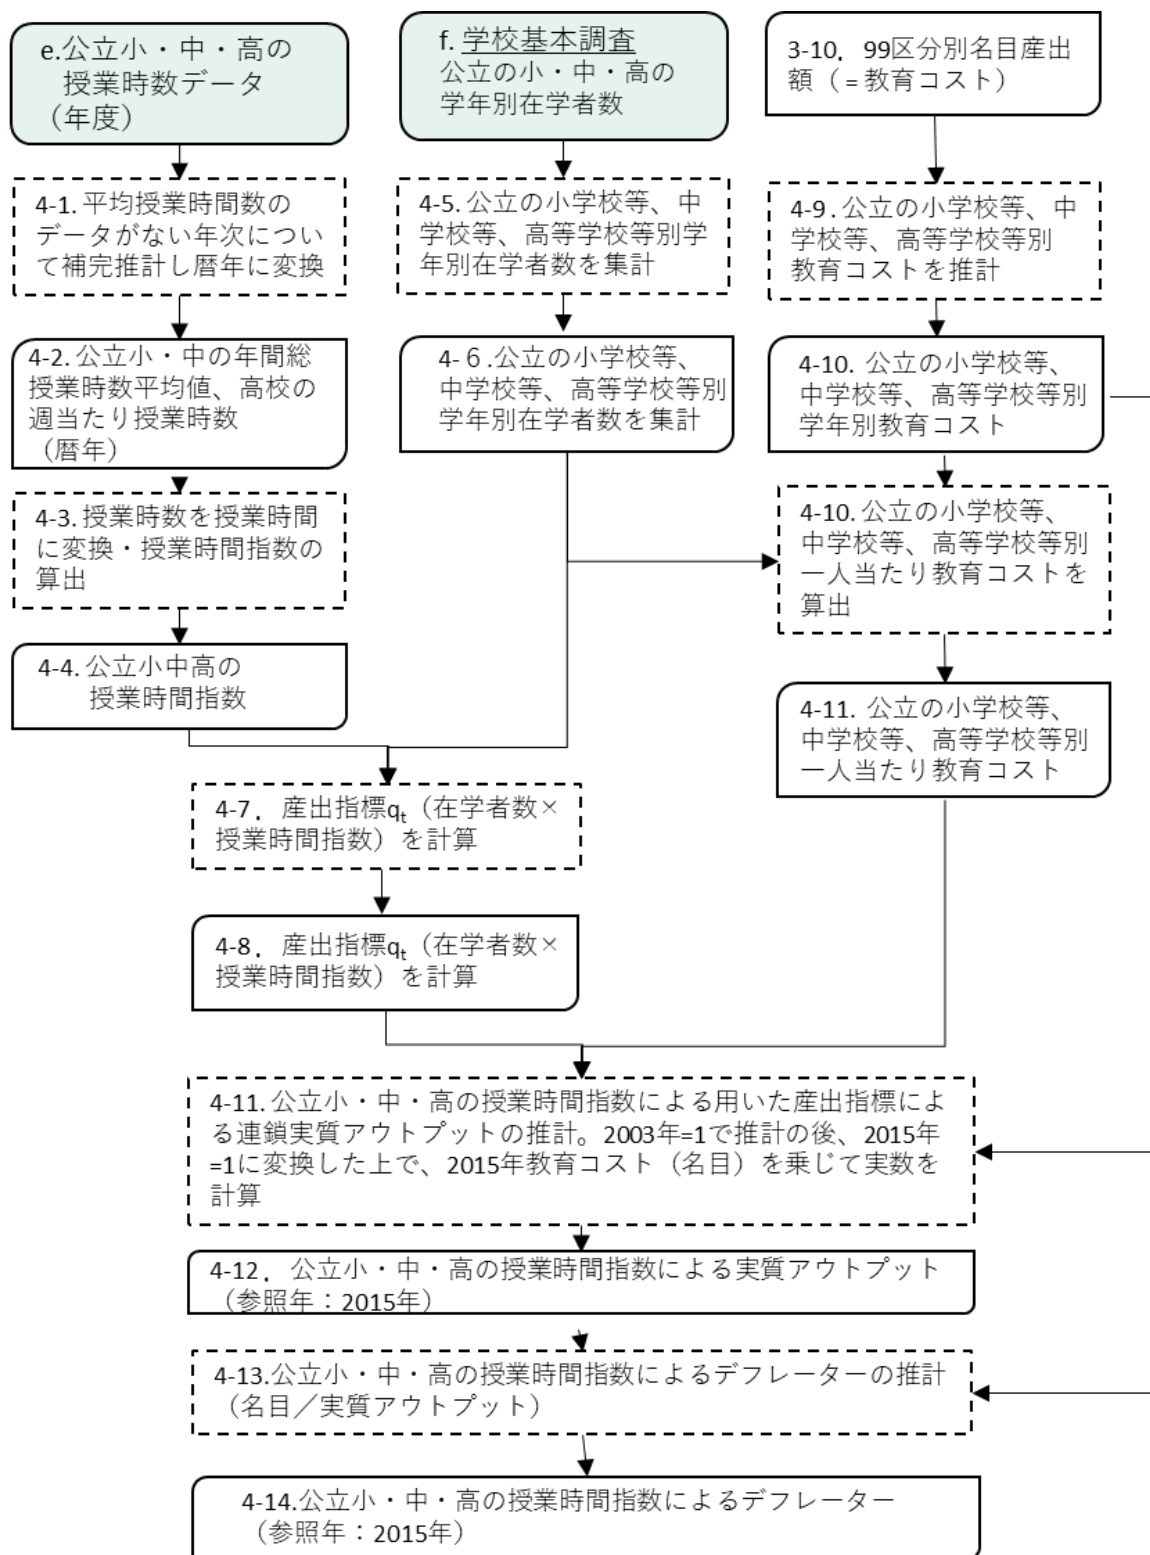 e.公立小・中・高の
授業時数データ
（年度）
f. 学校基本調査
公立の小・中・高の
学年別在学者数
3-10．99区分別名目産出
額（＝教育コスト）
4-1. 平均授業時間数の
データがない年次につい
て補完推計し暦年に変換
4-5. 公立の小学校等、中
学校等、高等学校等別学
年別在学者数を集計
4-9 . 公立の小学校等、中
学校等、高等学校等別
教育コストを推計
4-2. 公立小・中の年間総
授業時数平均値、高校の
週当たり授業時数
（暦年）
4-６.公立の小学校等、
中学校等、高等学校等別
学年別在学者数を集計
4-10. 公立の小学校等、
中学校等、高等学校等別
学年別教育コスト
4-3. 授業時数を授業時間
に変換・授業時間指数の
算出
4-10. 公立の小学校等、
中学校等、高等学校等別
一人当たり教育コストを
算出
4-4. 公立小中高の
授業時間指数
4-11. 公立の小学校等、
中学校等、高等学校等別
一人当たり教育コスト
4-7．産出指標qt（在学者数×
授業時間指数）を計算
4-8．産出指標qt（在学者数×
授業時間指数）を計算
4-11. 公立小・中・高の授業時間指数による用いた産出指標によ
る連鎖実質アウトプットの推計。2003年=1で推計の後、2015年
=1に変換した上で、2015年教育コスト（名目）を乗じて実数を
計算
4-12．公立小・中・高の授業時間指数による実質アウトプット
（参照年：2015年）
4-13.公立小・中・高の授業時間指数によるデフレーターの推計
（名目／実質アウトプット）
4-14.公立小・中・高の授業時間指数によるデフレーター
（参照年：2015年）